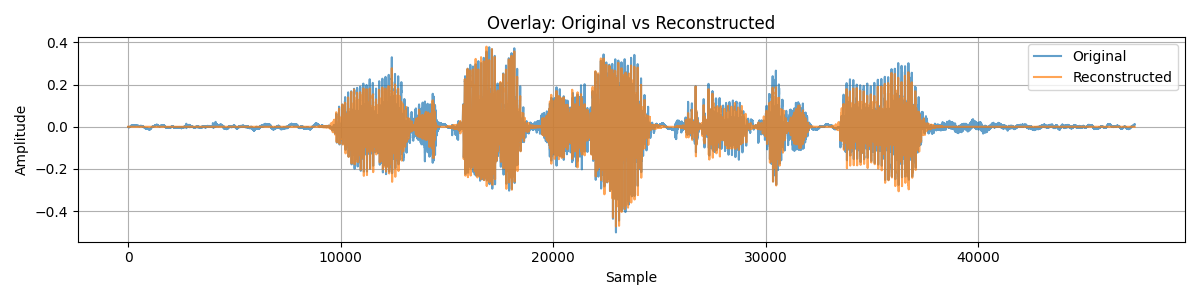 Overlay: Original vs Reconstructed
Original
Reconstructed
Amplitude
0.4
0.2
0.0
−0.2
−0.4
0
10000
20000
30000
40000
Sample